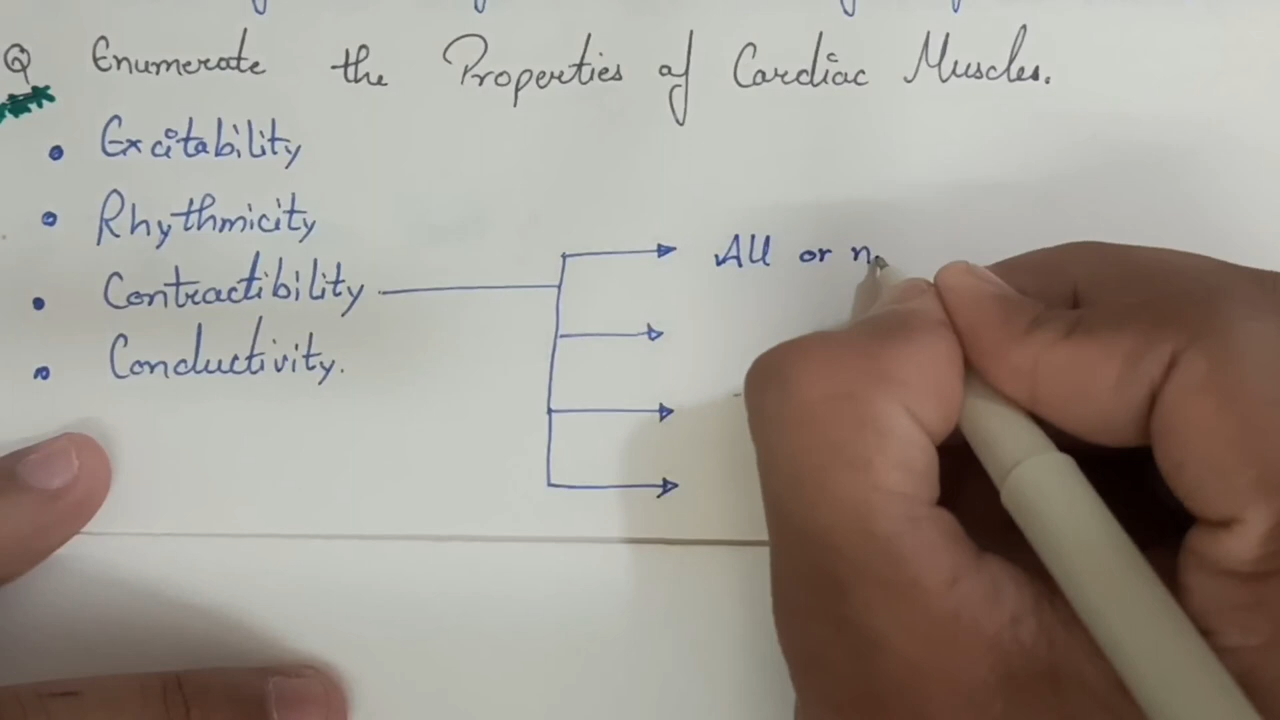 Q Enumerate the Properties of Cardiac Muscles.
• Excitability
• Rhythmicity
• Contractibility
• Conductivity.
All or n